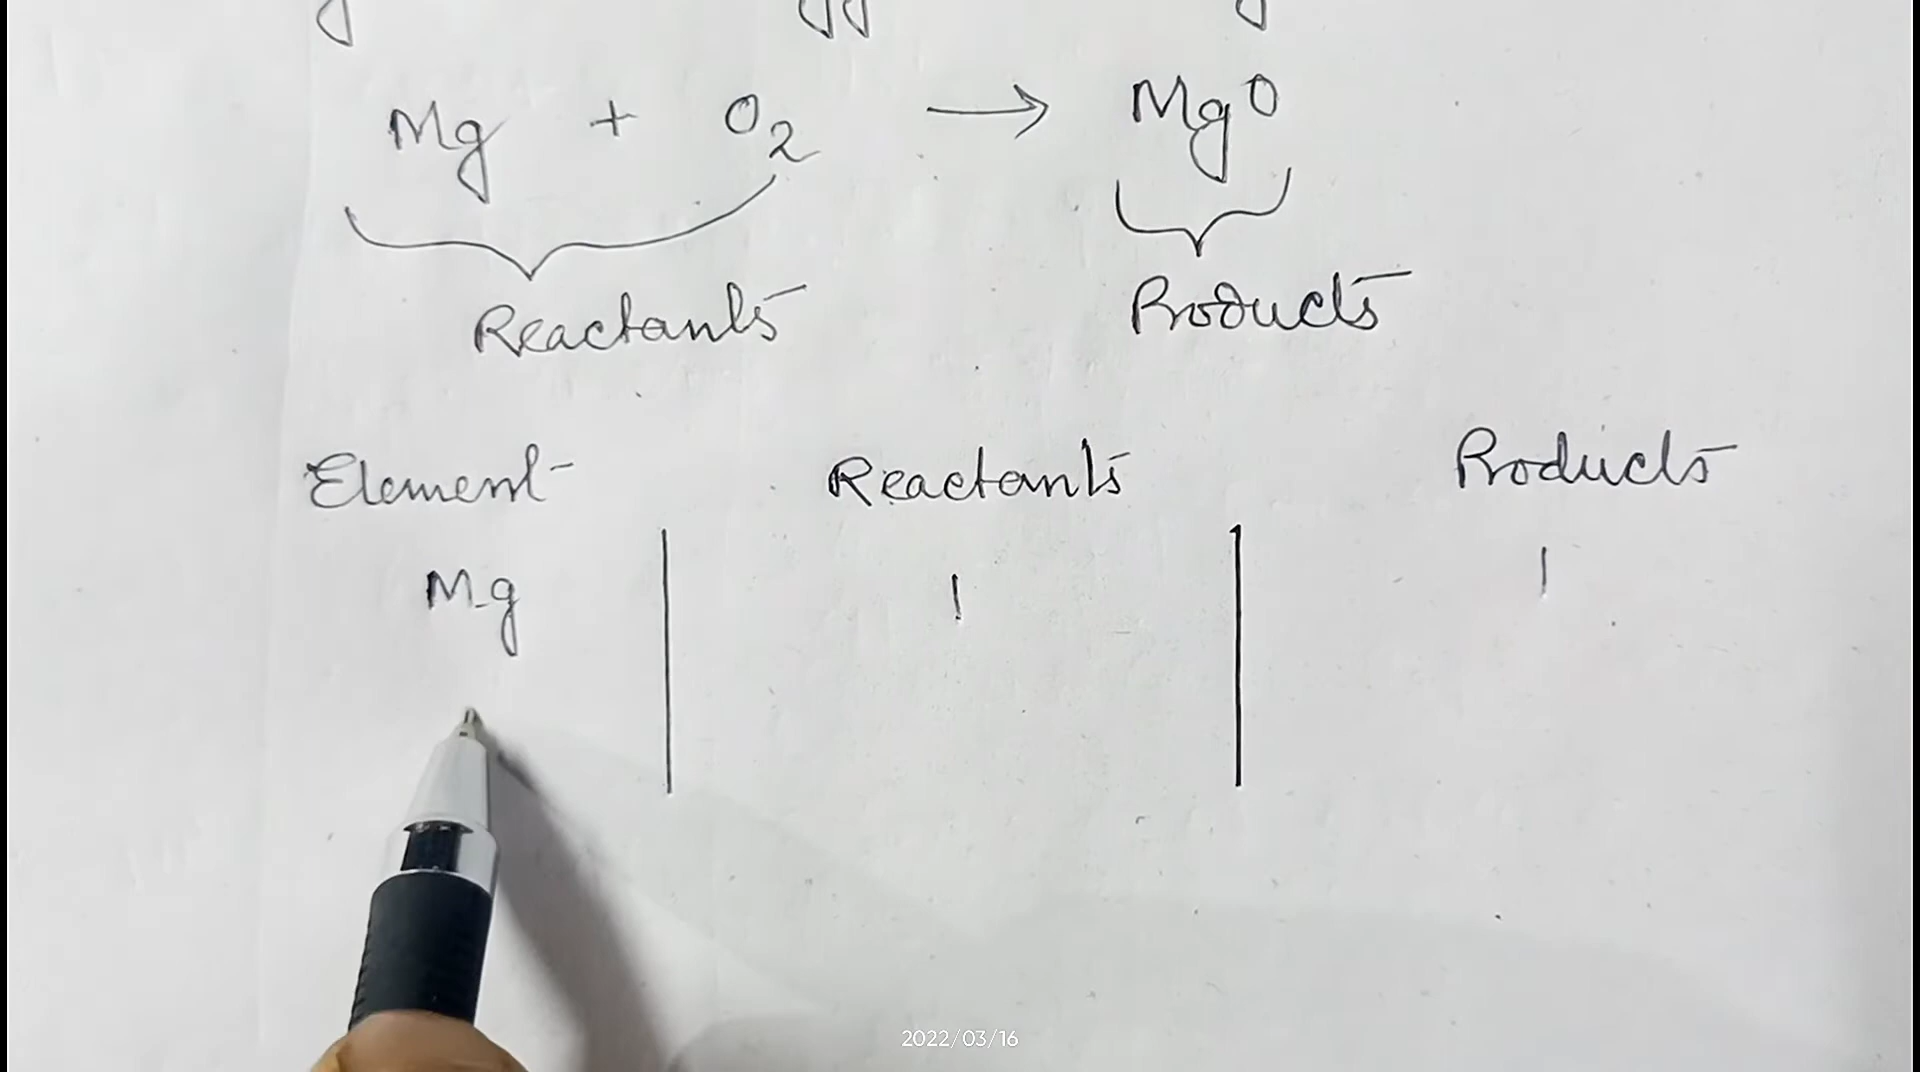 Mg + O2 → MgO
Reactants Products
Element Reactants Products
Mg 1 1
2022/03/16